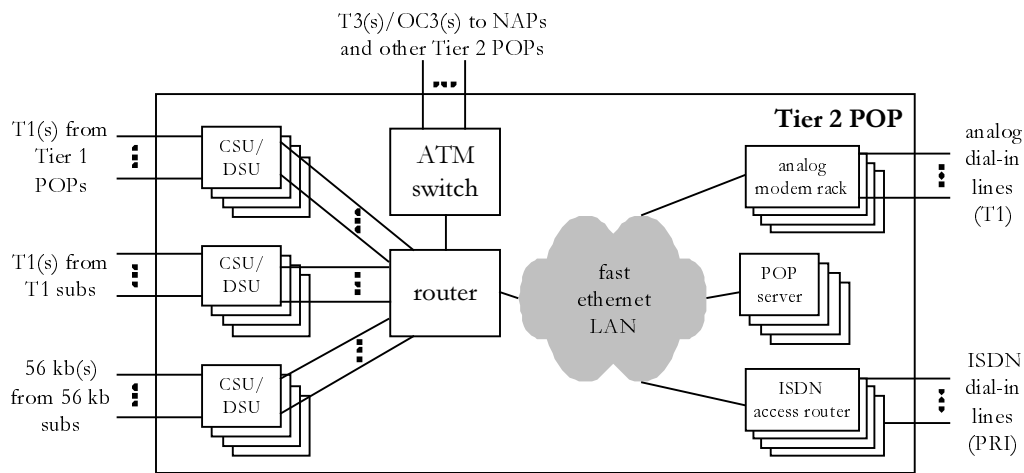 T3(s)/OC3(s) to NAPs
and other Tier 2 POPs
Tier 2 POP
T1(s) from
Tier 1
POPs
CSU/
DSU
ATM
switch
analog
modem rack
analog
dial-in
lines
(T1)
T1(s) from
T1 subs
CSU/
DSU
router
fast
ethernet
LAN
POP
server
56 kb(s)
from 56 kb
subs
CSU/
DSU
ISDN
access router
ISDN
dial-in
lines
(PRI)